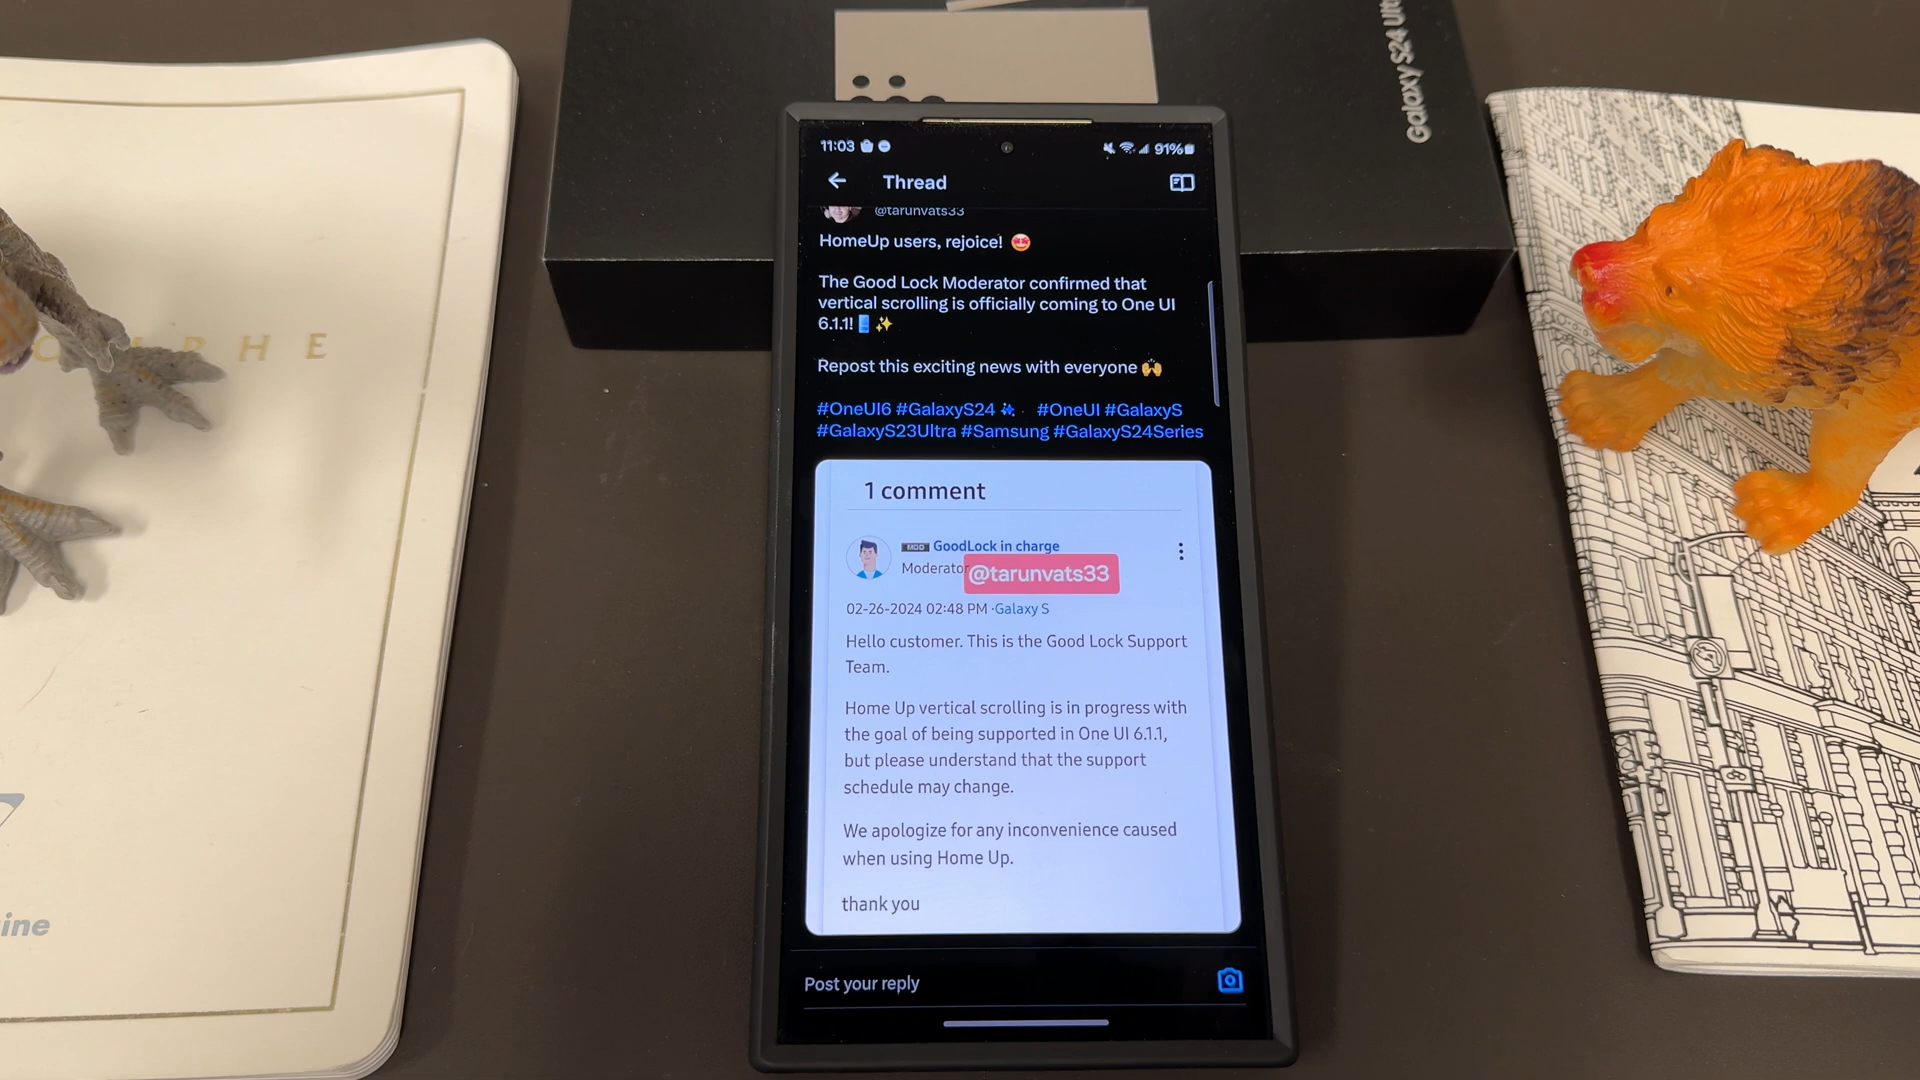 Galaxy S24 Ult
11:03
91%
Thread
@tarunvats33
HomeUp users, rejoice! 🤩
The Good Lock Moderator confirmed that
vertical scrolling is officially coming to One UI
6.1.1! ✨
Repost this exciting news with everyone 🙌
#OneUI6 #GalaxyS24 #OneUI #GalaxyS
#GalaxyS23Ultra #Samsung #GalaxyS24Series
1 comment
MOD GoodLock in charge
Moderator
@tarunvats33
02-26-2024 02:48 PM ·Galaxy S
Hello customer. This is the Good Lock Support
Team.
Home Up vertical scrolling is in progress with
the goal of being supported in One UI 6.1.1,
but please understand that the support
schedule may change.
We apologize for any inconvenience caused
when using Home Up.
thank you
Post your reply